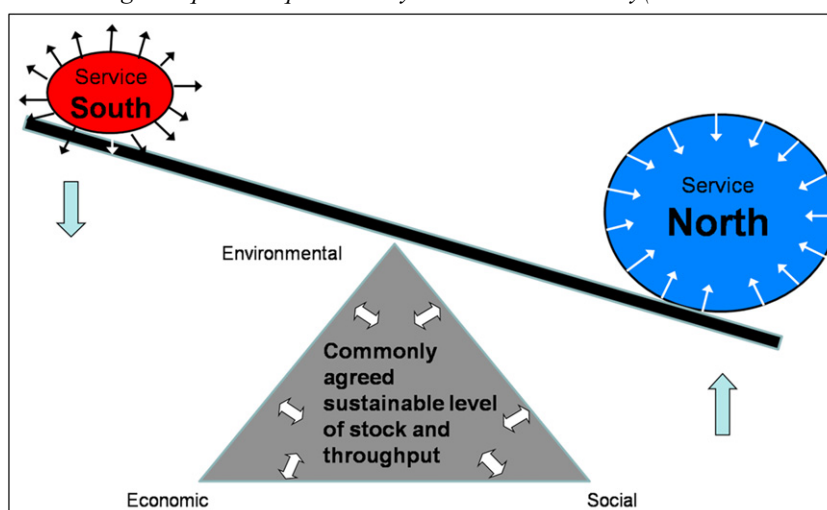 Service
South
Service
North
Environmental
Commonly
agreed
sustainable level
of stock and
throughput
Economic
Social